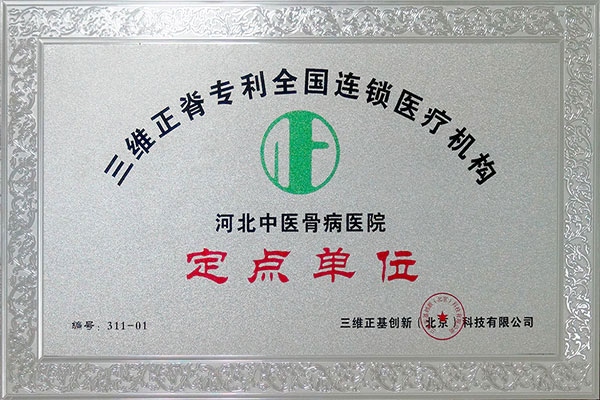 三维正脊专利全国连锁医疗机构
河北中医骨病医院
定点单位
编号：311-01
三维正基创新（北京）科技有限公司